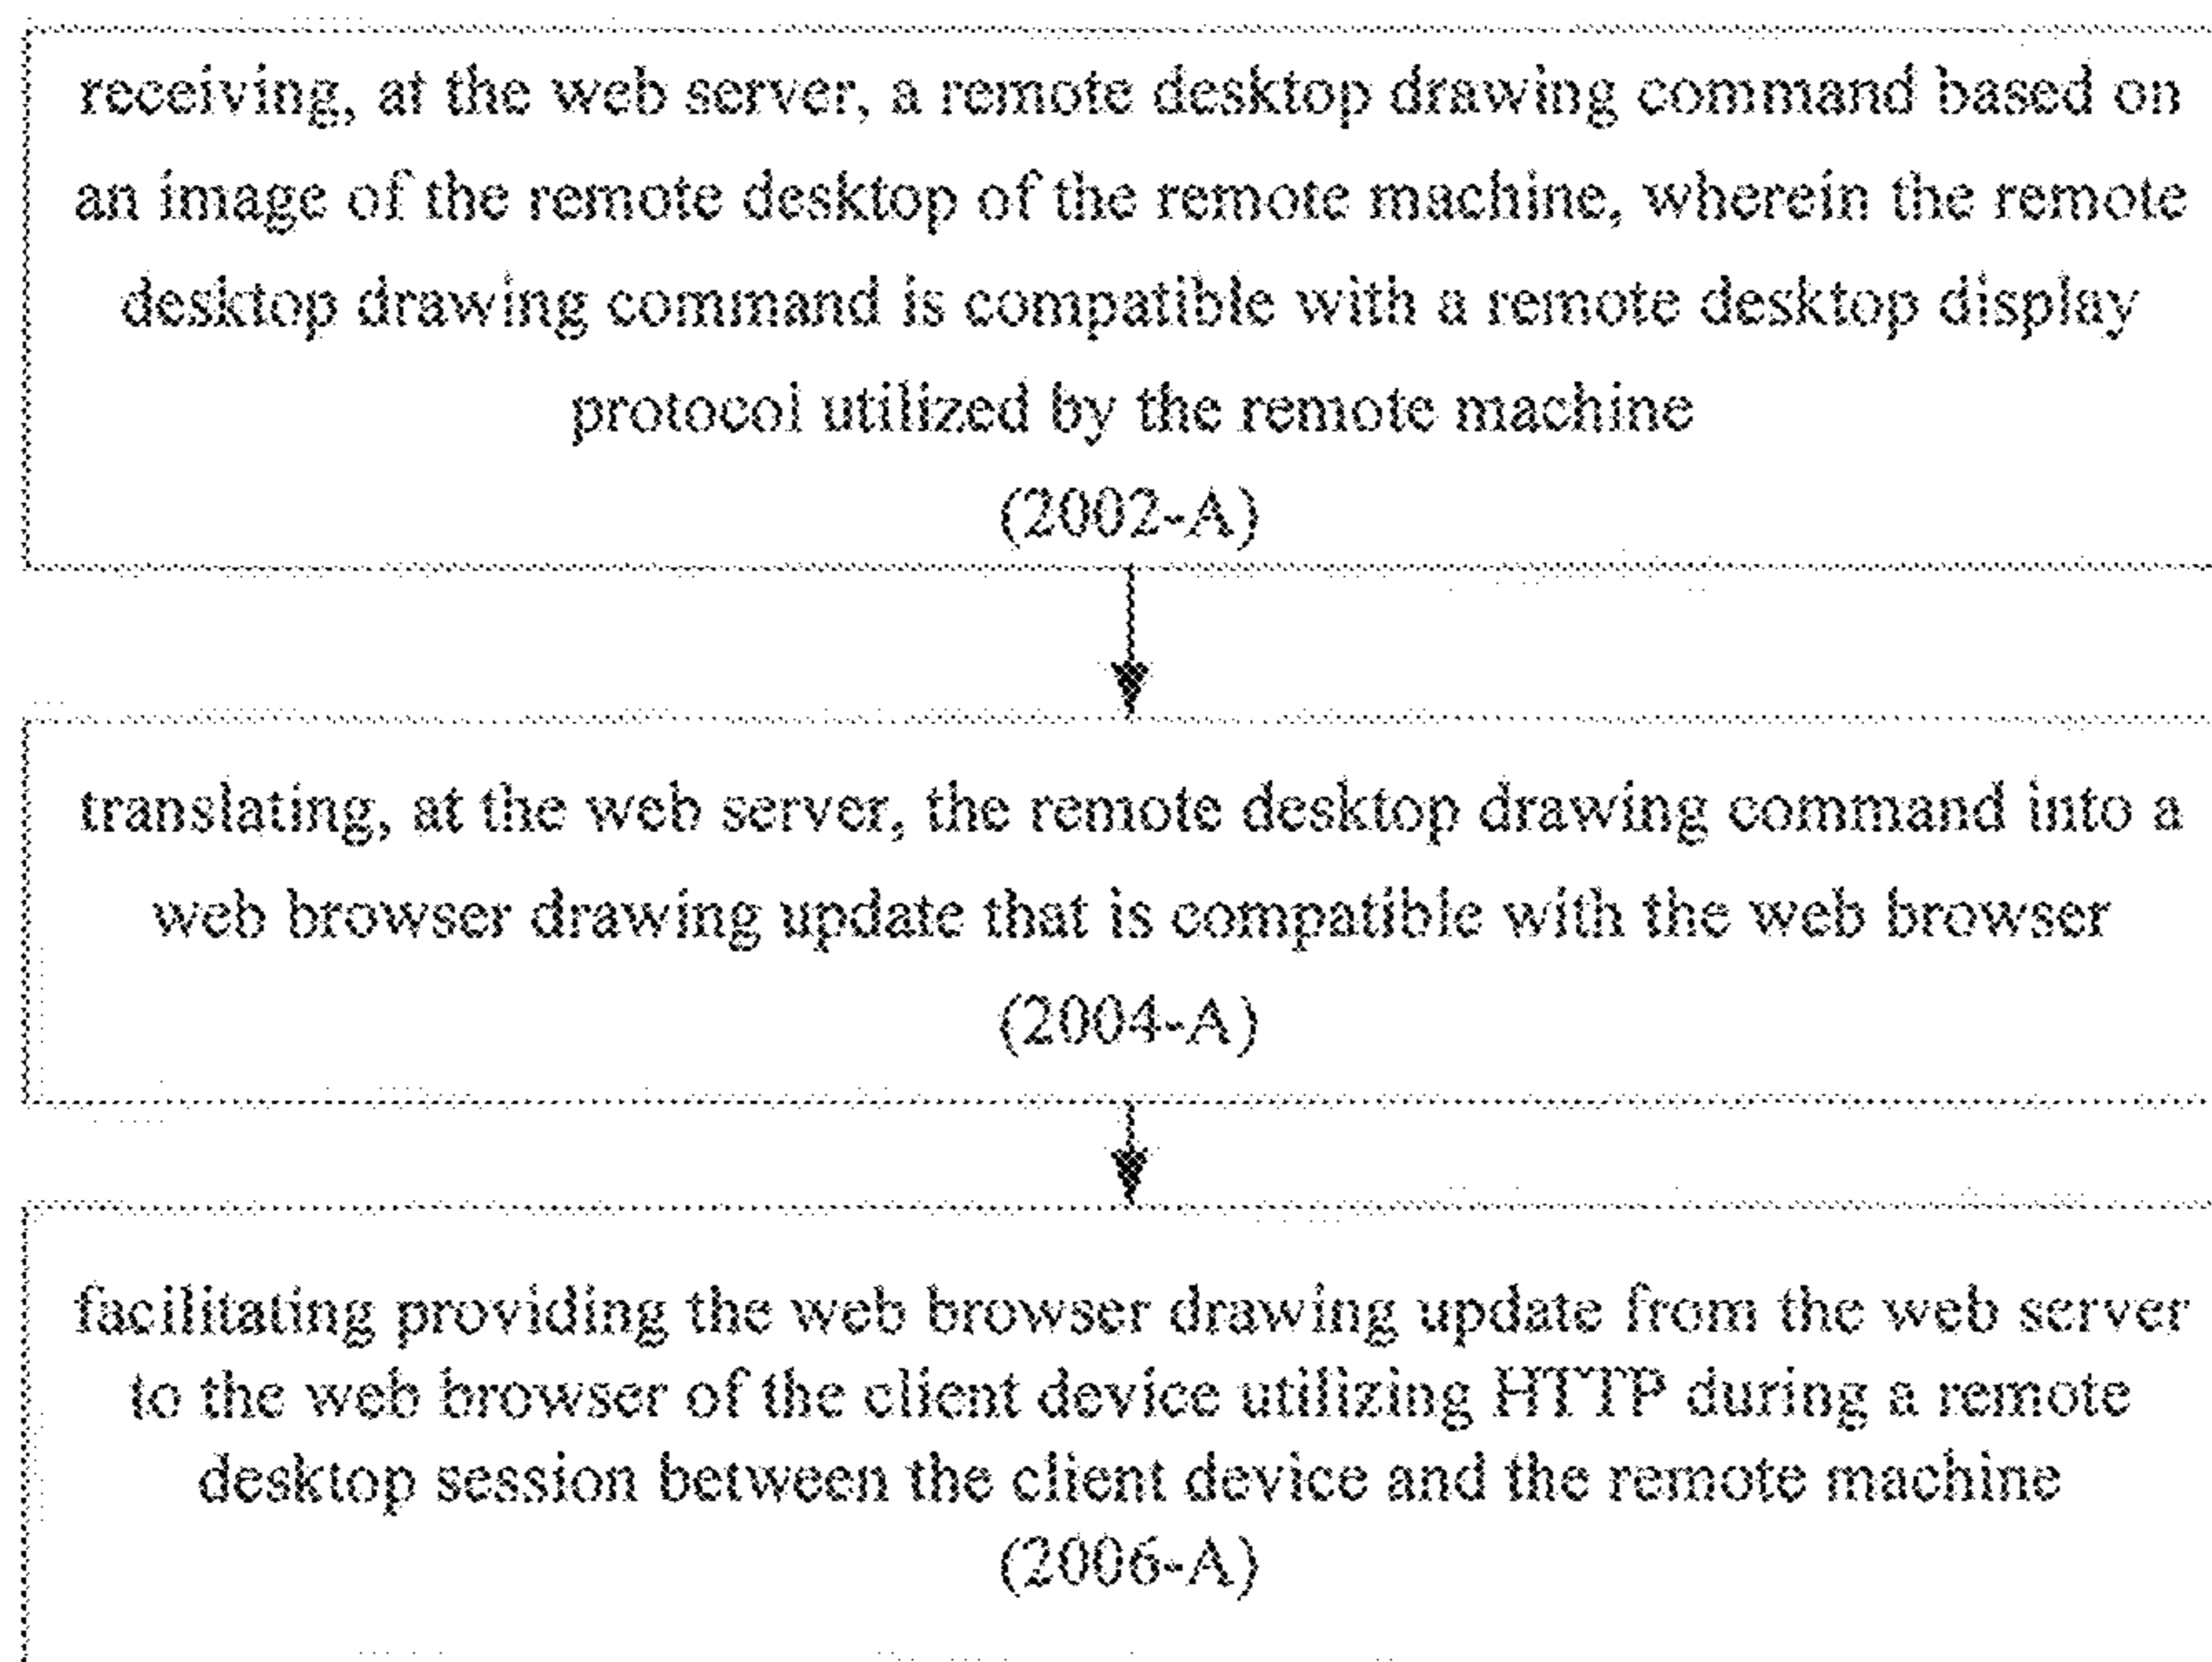 receiving, at the web server, a remote desktop drawing command based on
an image of the remote desktop of the remote machine, wherein the remote
desktop drawing command is compatible with a remote desktop display
protocol utilized by the remote machine
(2002-A)
translating, at the web server, the remote desktop drawing command into a
web browser drawing update that is compatible with the web browser
(2004-A)
facilitating providing the web browser drawing update from the web server
to the web browser of the client device utilizing HTTP during a remote
desktop session between the client device and the remote machine
(2006-A)